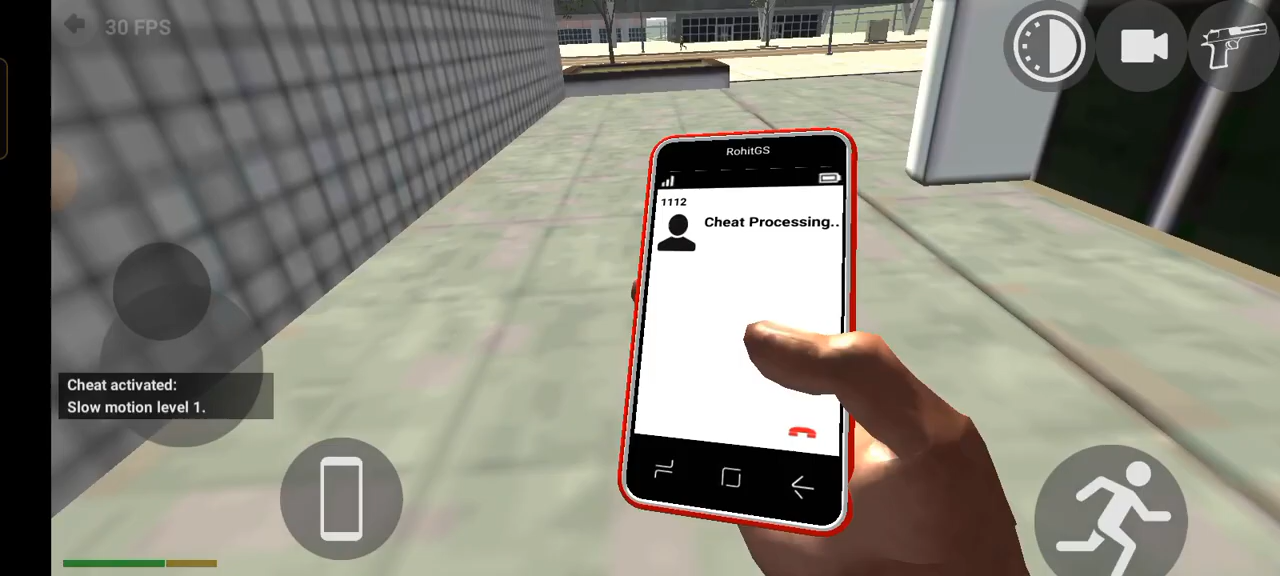 30 FPS
RohitGS
1112
Cheat Processing..
Cheat activated:
Slow motion level 1.